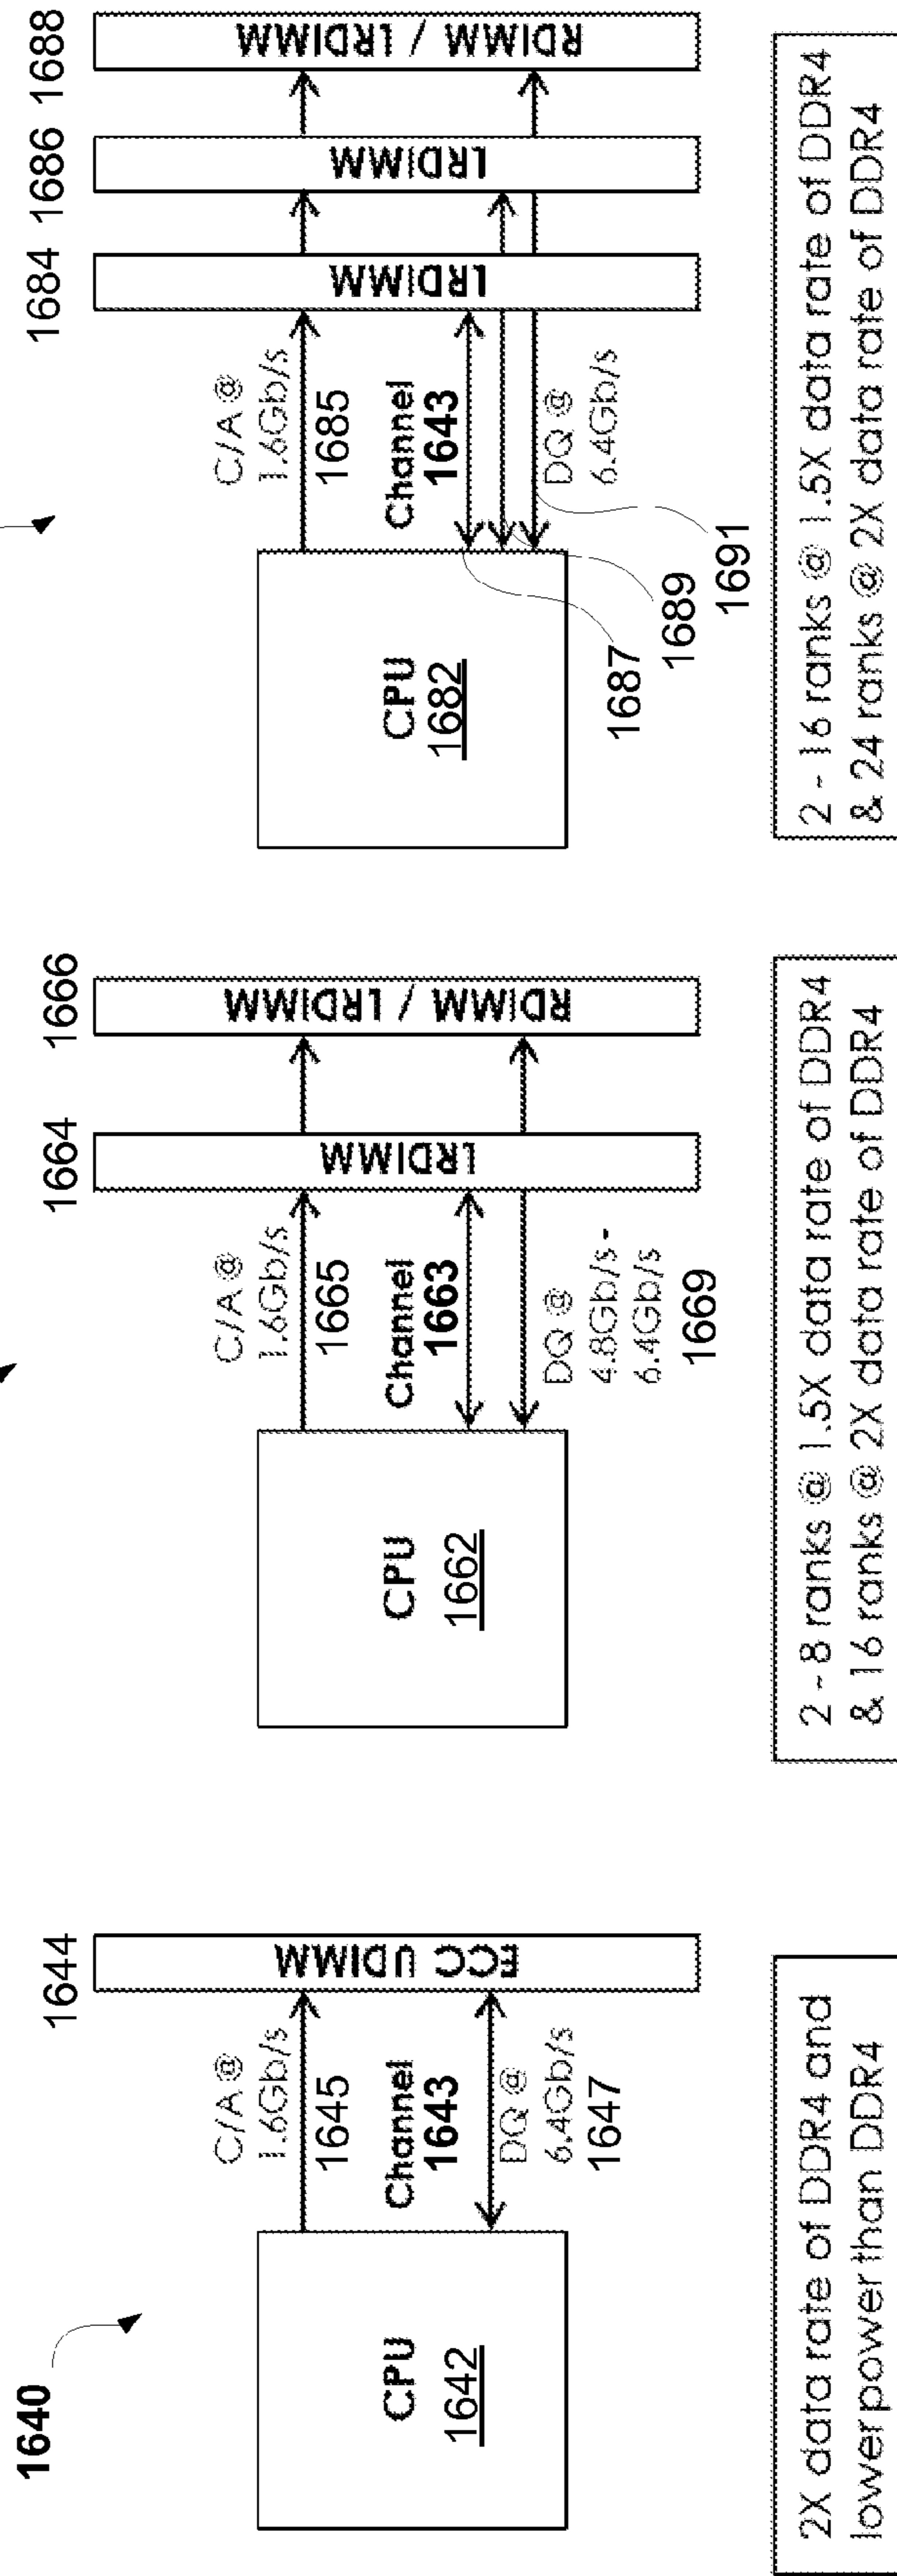 1640
CPU
1642
C/A @
1.6Gb/s
1645
Channel
1643
DQ @
6.4Gb/s
1647
1644
ECC UDIMM
2X data rate of DDR4 and
lower power than DDR4
CPU
1662
C/A @
1.6Gb/s
1665
Channel
1663
DQ @
4.8Gb/s -
6.4Gb/s
1669
1664
LRDIMM
1666
RDIMM / LRDIMM
2 - 8 ranks @ 1.5X data rate of DDR4
& 16 ranks @ 2X data rate of DDR4
CPU
1682
C/A @
1.6Gb/s
1685
Channel
1643
DQ @
6.4Gb/s
1687
1689
1691
1684
LRDIMM
1686
LRDIMM
1688
RDIMM / LRDIMM
2 - 16 ranks @ 1.5X data rate of DDR4
& 24 ranks @ 2X data rate of DDR4